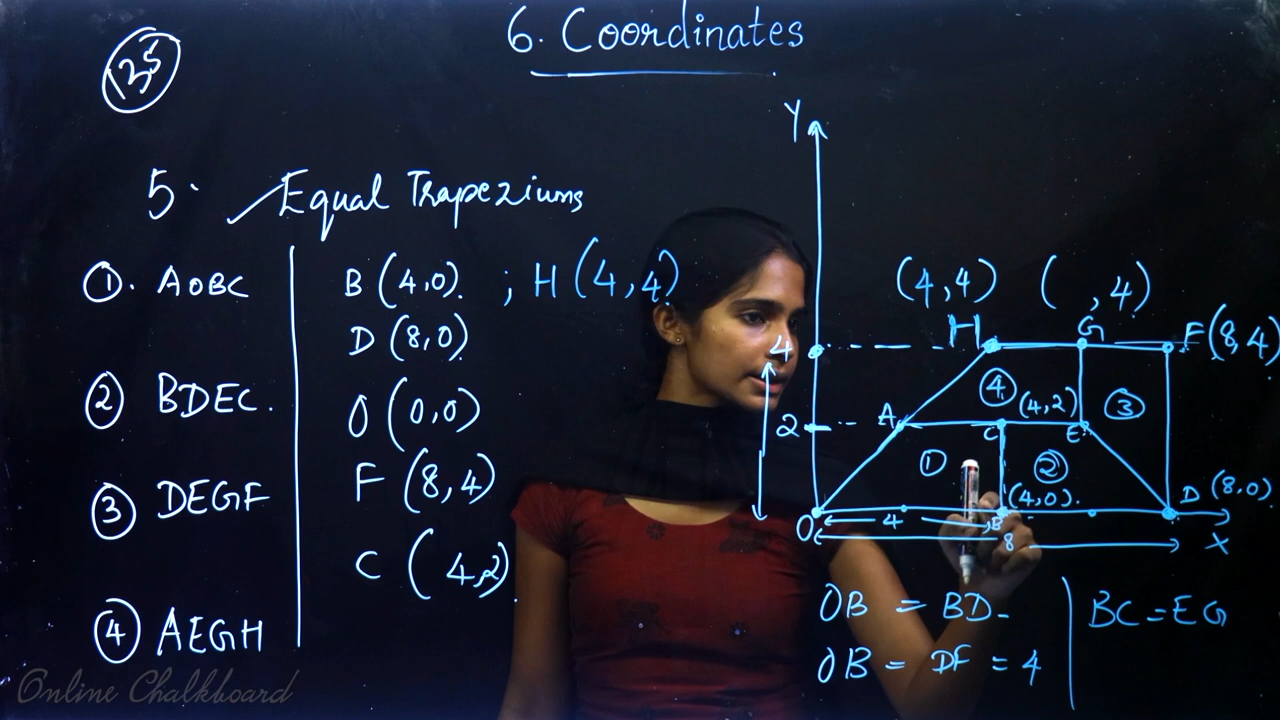 6. Coordinates
135
5. Equal Trapeziums
①. AOBC
② BDEC.
③ DEGF
④ AEGH
B (4,0). ; H (4,4)
D (8,0)
O (0,0)
F (8,4)
C (4,2)
Y
(4,4) ( ,4)
4 H G F(8,4)
④ (4,2) ③
2 A C E
① ②
(4,0). D (8,0)
O 4 B X
8
OB = BD
OB = DF = 4
BC = EG
Online Chalkboard